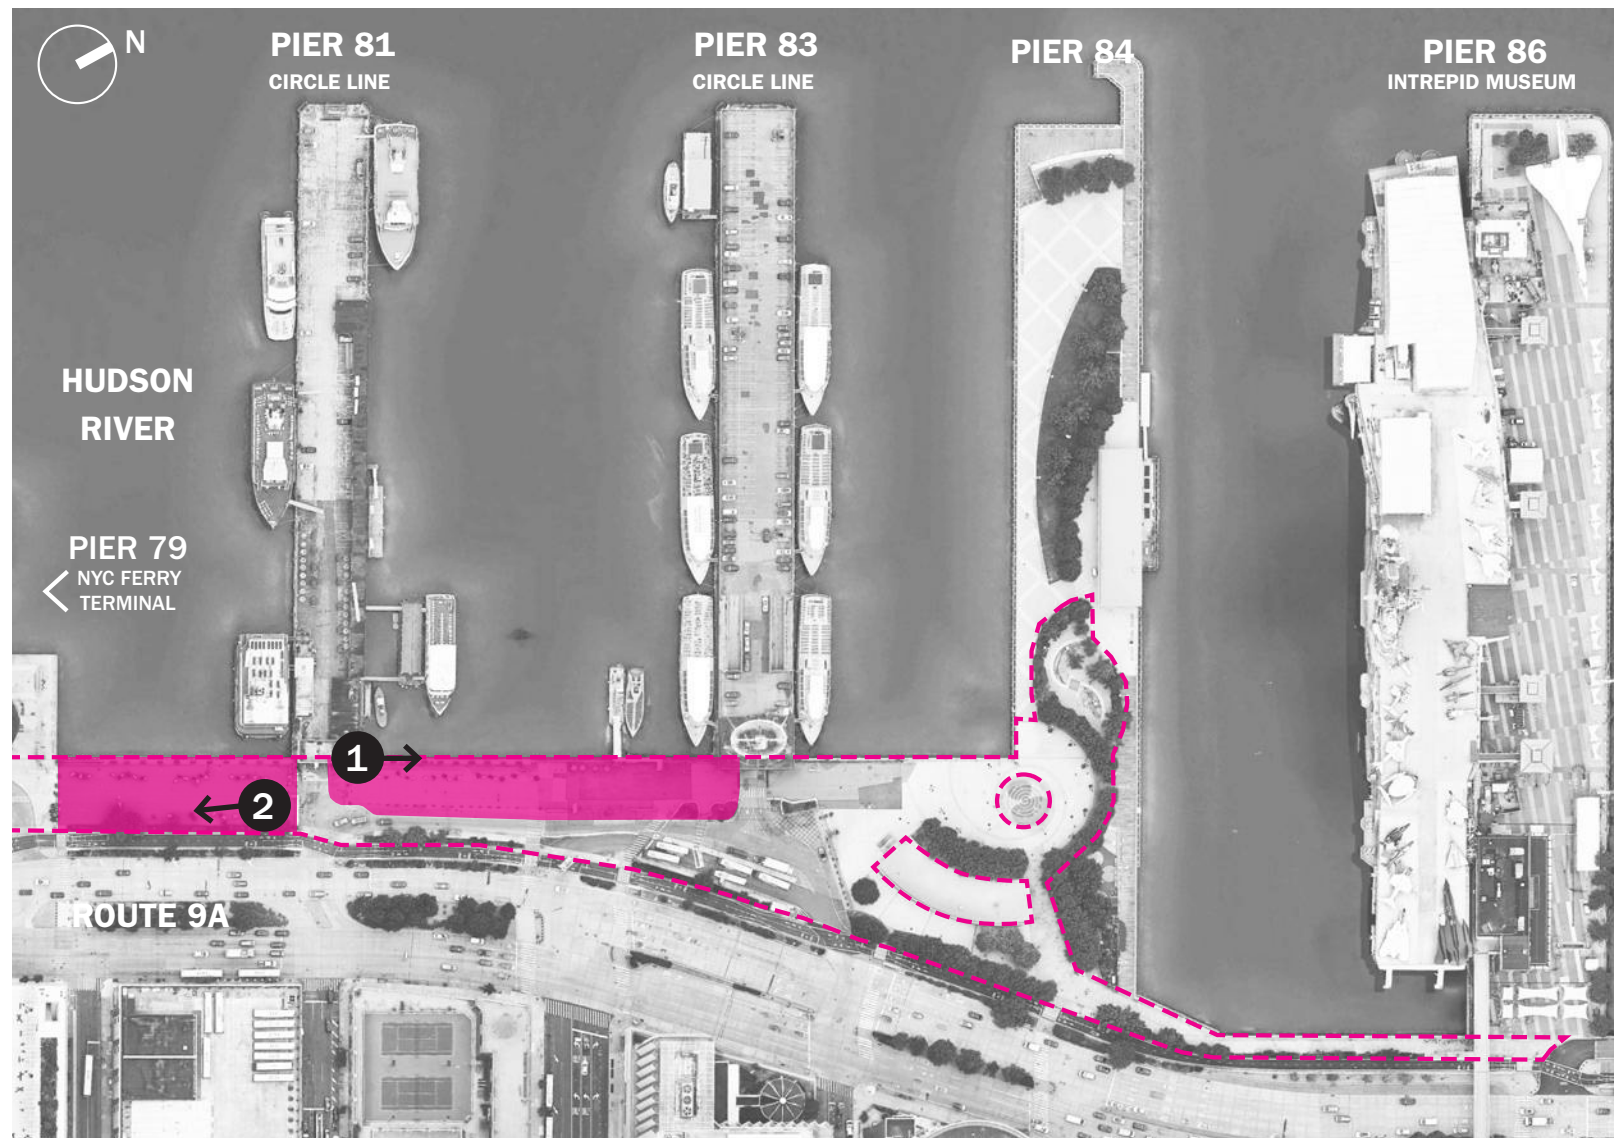 N
PIER 81
CIRCLE LINE
PIER 83
CIRCLE LINE
PIER 84
PIER 86
INTREPID MUSEUM
HUDSON
RIVER
PIER 79
NYC FERRY
TERMINAL
1
2
ROUTE 9A